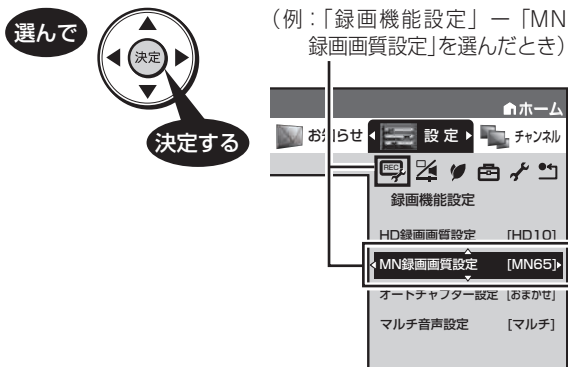 選んで
決定
決定する
(例：「録画機能設定」ー「MN
録画画質設定」を選んだとき)
ホーム
お知らせ
設定
チャンネル
REC
録画機能設定
HD録画画質設定 [HD10]
MN録画画質設定 [MN65]
オートチャプター設定 [おまかせ]
マルチ音声設定 [マルチ]